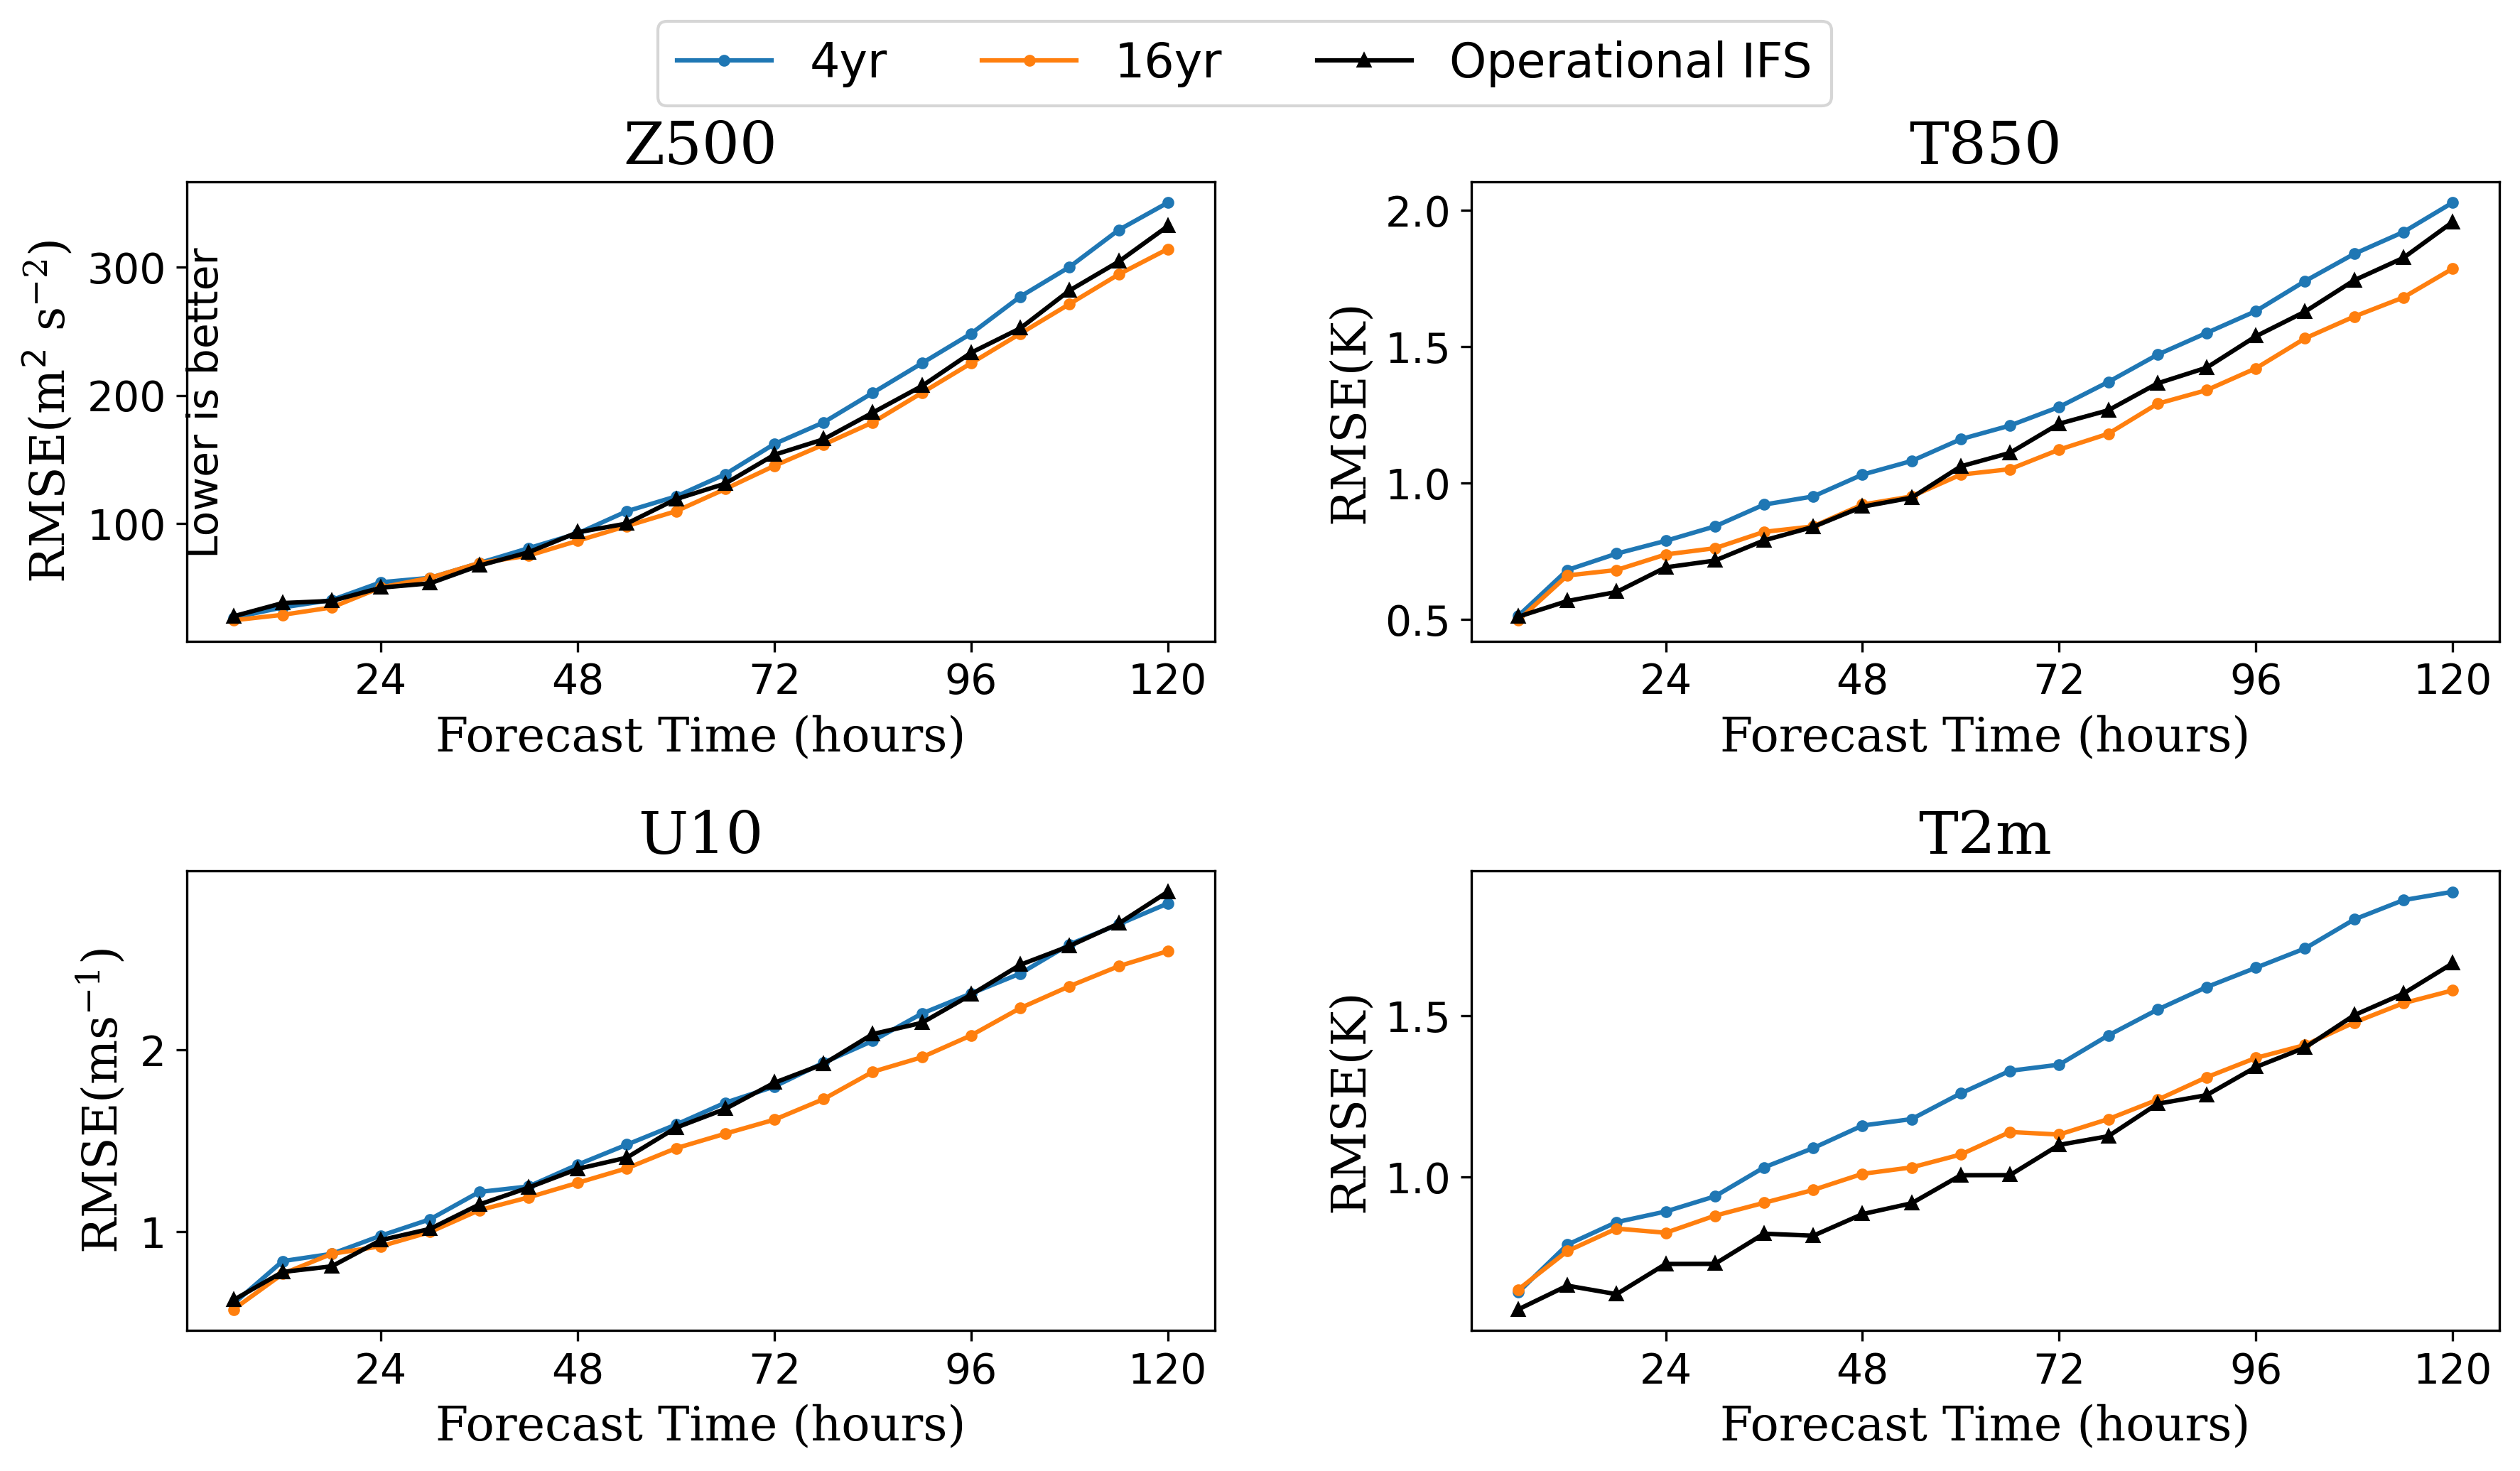 4yr 16yr Operational IFS
Z500
RMSE(m² s⁻²)
Lower is better
300
200
100
24 48 72 96 120
Forecast Time (hours)
T850
RMSE(K)
2.0
1.5
1.0
0.5
24 48 72 96 120
Forecast Time (hours)
U10
RMSE(ms⁻¹)
2
1
24 48 72 96 120
Forecast Time (hours)
T2m
RMSE(K)
1.5
1.0
24 48 72 96 120
Forecast Time (hours)